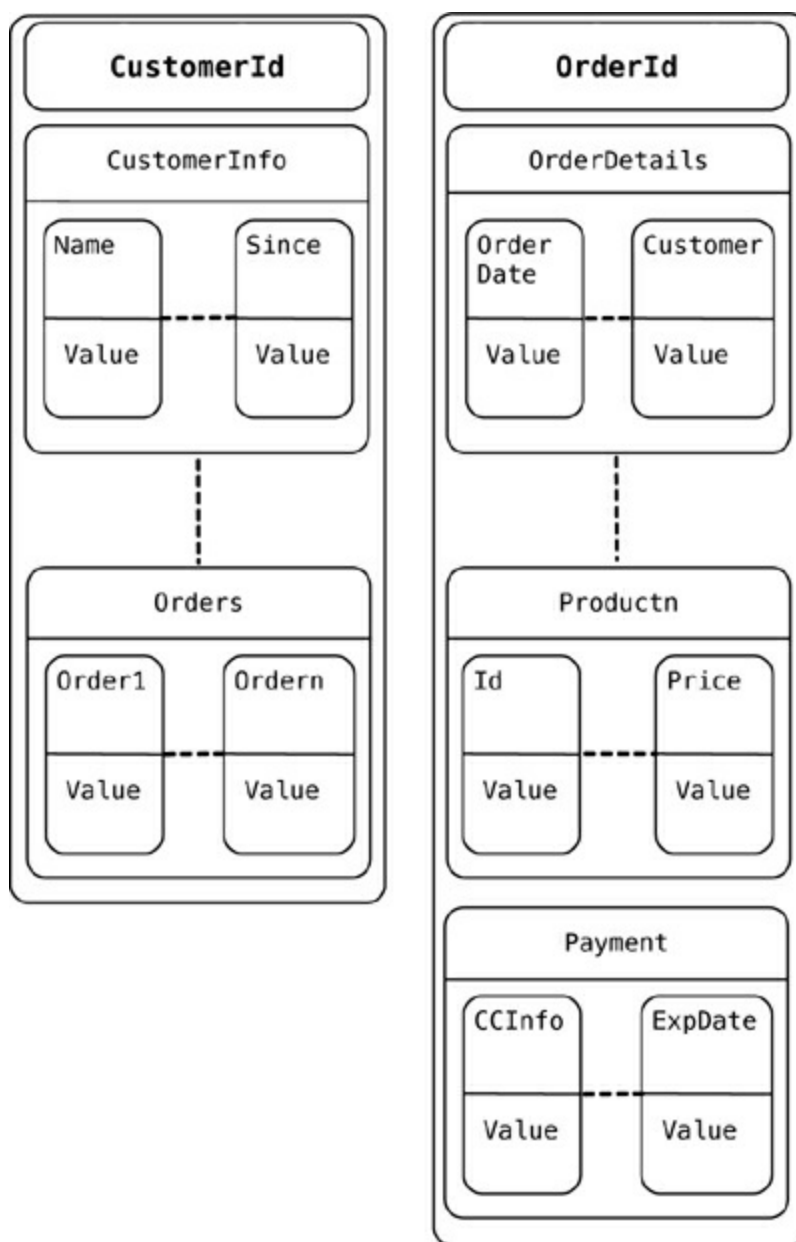 CustomerId
CustomerInfo
Name
Since
Value
Value
Orders
Order1
Ordern
Value
Value
OrderId
OrderDetails
Order
Date
Customer
Value
Value
Productn
Id
Price
Value
Value
Payment
CCInfo
ExpDate
Value
Value